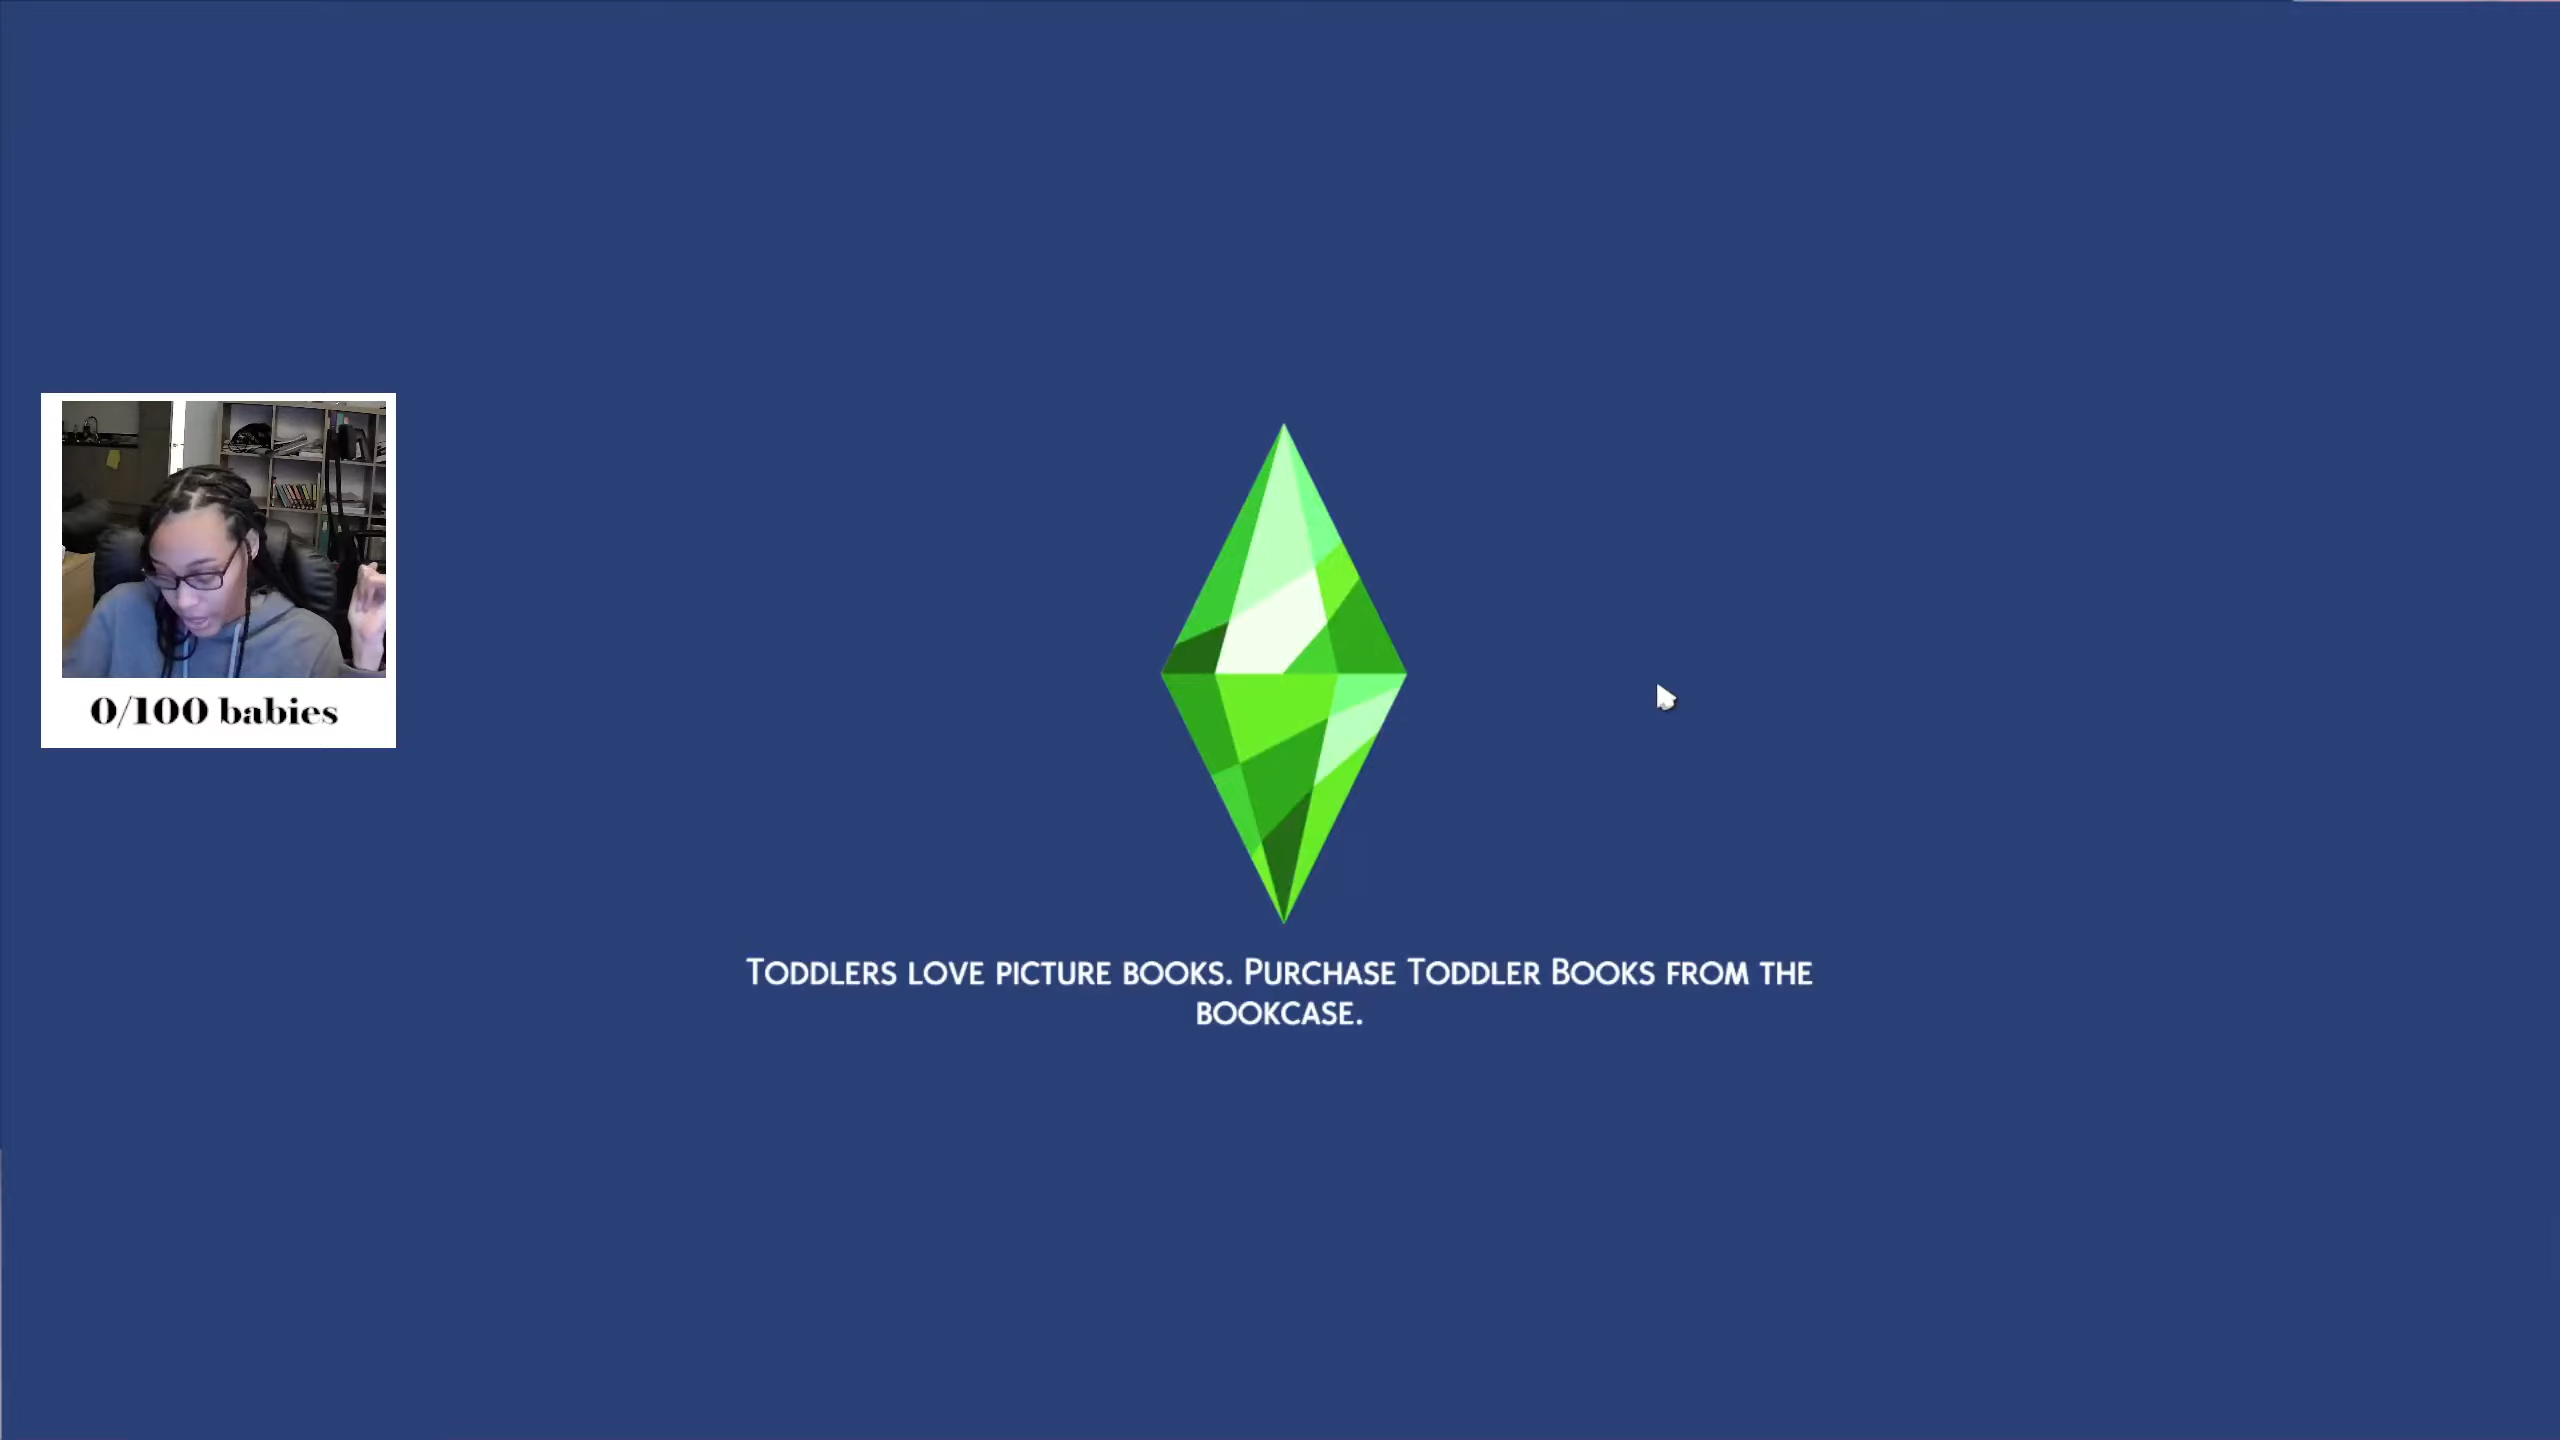 0/100 babies
Toddlers love picture books. Purchase Toddler Books from the
bookcase.